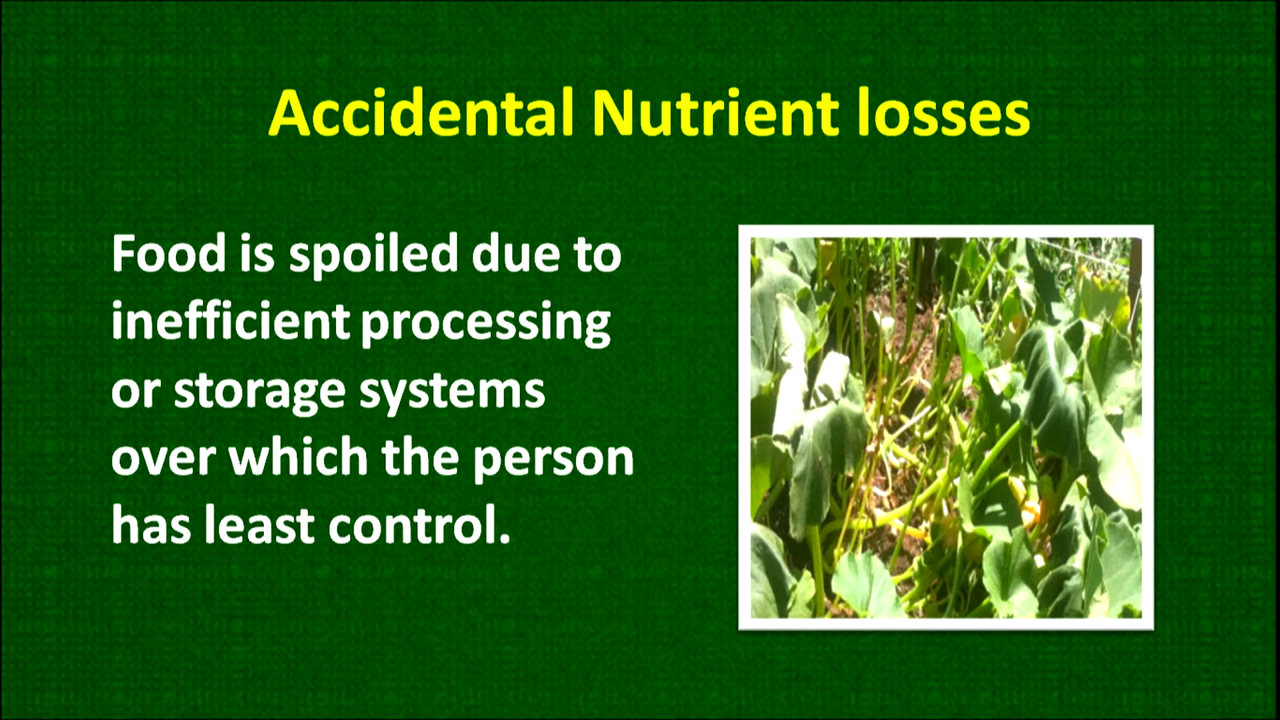 Accidental Nutrient losses
Food is spoiled due to
inefficient processing
or storage systems
over which the person
has least control.